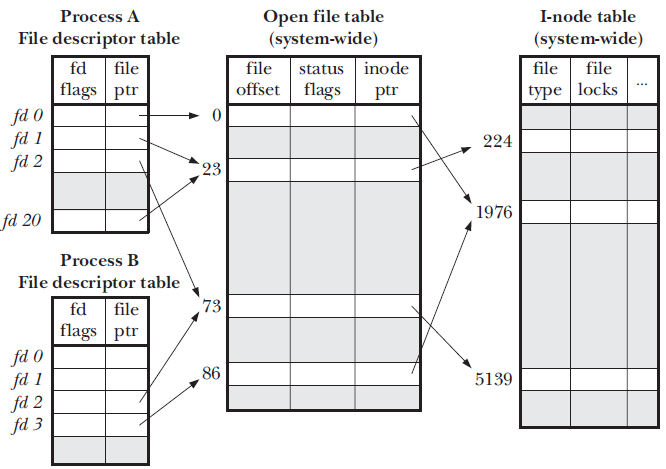 Process A
File descriptor table
fd flags
file ptr
fd 0
fd 1
fd 2
fd 20
Process B
File descriptor table
fd flags
file ptr
fd 0
fd 1
fd 2
fd 3
Open file table
(system-wide)
file offset
status flags
inode ptr
0
23
73
86
I-node table
(system-wide)
file type
file locks
...
224
1976
5139